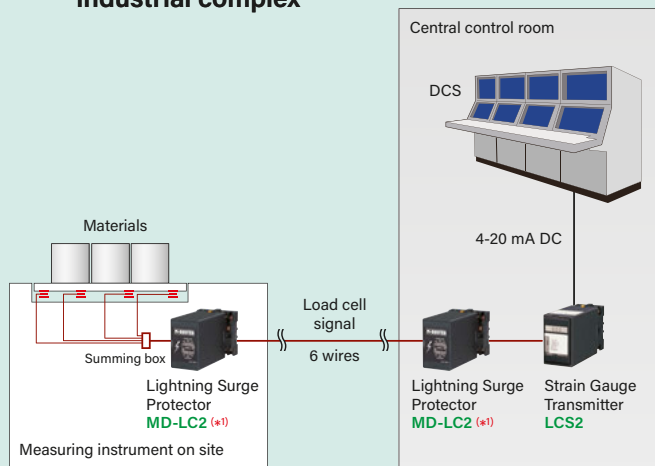 Industrial complex
Central control room
DCS
4-20 mA DC
Materials
Load cell
signal
6 wires
Summing box
Lightning Surge
Protector
MD-LC2 (*1)
Measuring instrument on site
Lightning Surge
Protector
MD-LC2 (*1)
Strain Gauge
Transmitter
LCS2